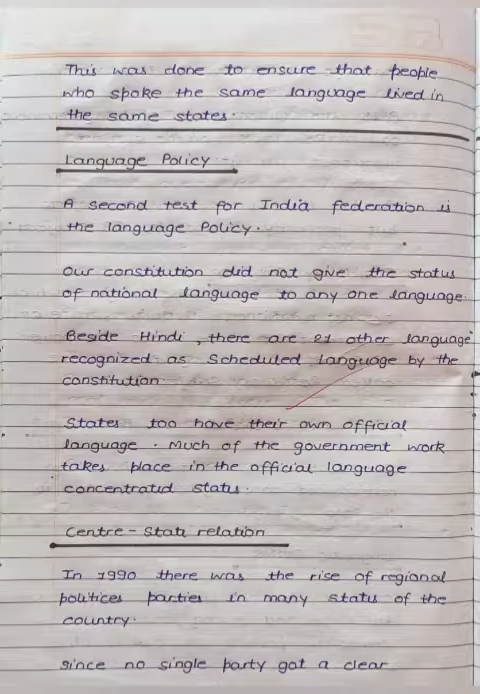 This was done to ensure that people
who spoke the same language lived in
the same states.
Language Policy -
A second test for India federation is
the language Policy.
Our constitution did not give the status
of national language to any one language.
Beside Hindi, there are 21 other language
recognized as Scheduled Language by the
constitution.
States too have their own official
language. Much of the government work
takes place in the official language
concentratid status.
Centre - State relation
In 1990 there was the rise of regional
politices parties in many status of the
country.
since no single party got a clear